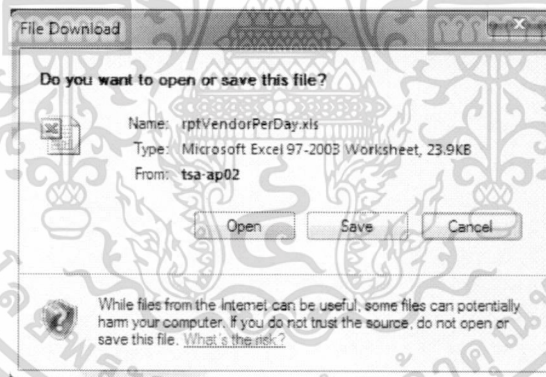 File Download
Do you want to open or save this file?
Name: rptVendorPerDay.xls
Type: Microsoft Excel 97-2003 Worksheet, 23.9KB
From: tsa-ap02
Open Save Cancel
While files from the Internet can be useful, some files can potentially
harm your computer. If you do not trust the source, do not open or
save this file. What's the risk?